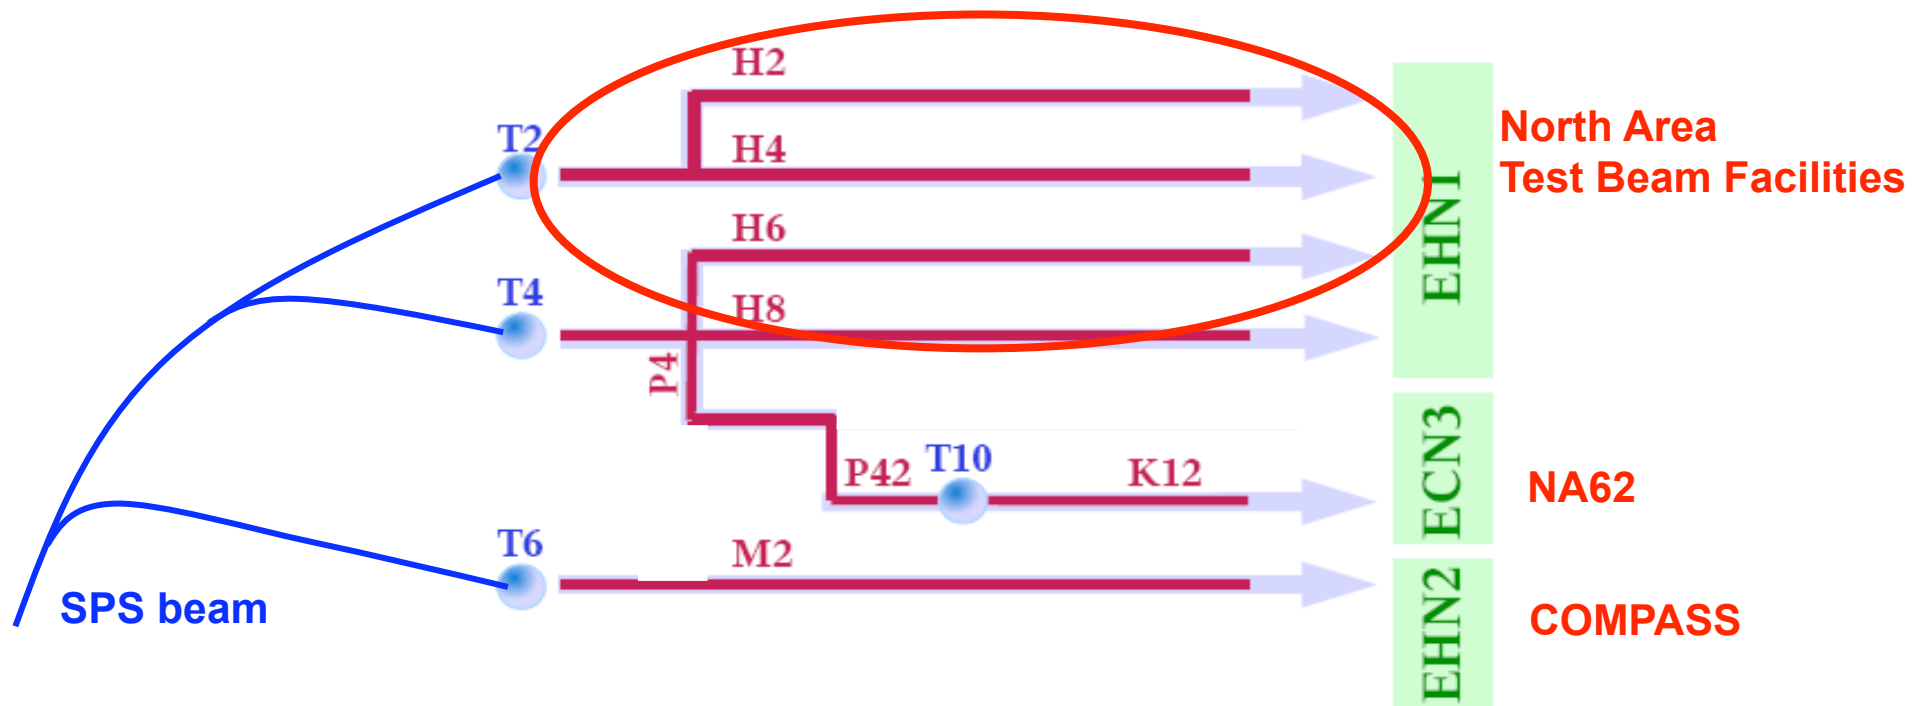 H2
T2
H4
North Area
Test Beam Facilities
H6
EHN1
T4
H8
P4
P42
T10
K12
ECN3
NA62
T6
M2
SPS beam
EHN2
COMPASS